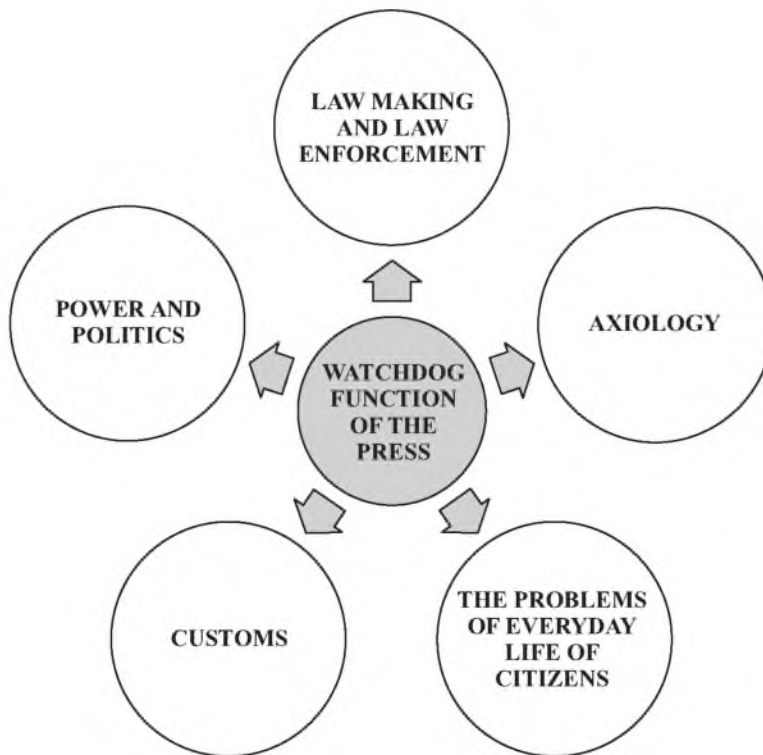 LAW MAKING
AND LAW
ENFORCEMENT
POWER AND
POLITICS
AXIOLOGY
WATCHDOG
FUNCTION
OF THE
PRESS
CUSTOMS
THE PROBLEMS
OF EVERYDAY
LIFE OF
CITIZENS